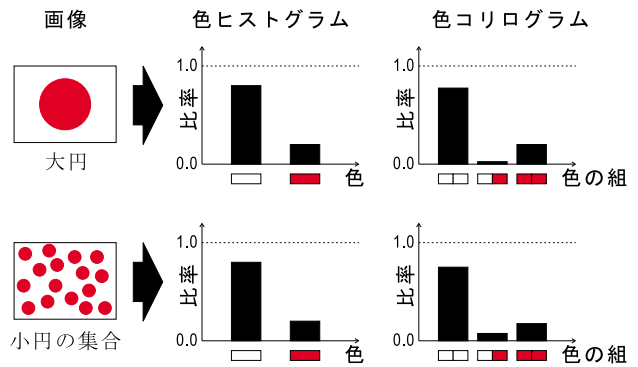 画像
色ヒストグラム
色コリログラム
1.0
比率
0.0
色
1.0
比率
0.0
色の組
大円
1.0
比率
0.0
色
1.0
比率
0.0
色の組
小円の集合